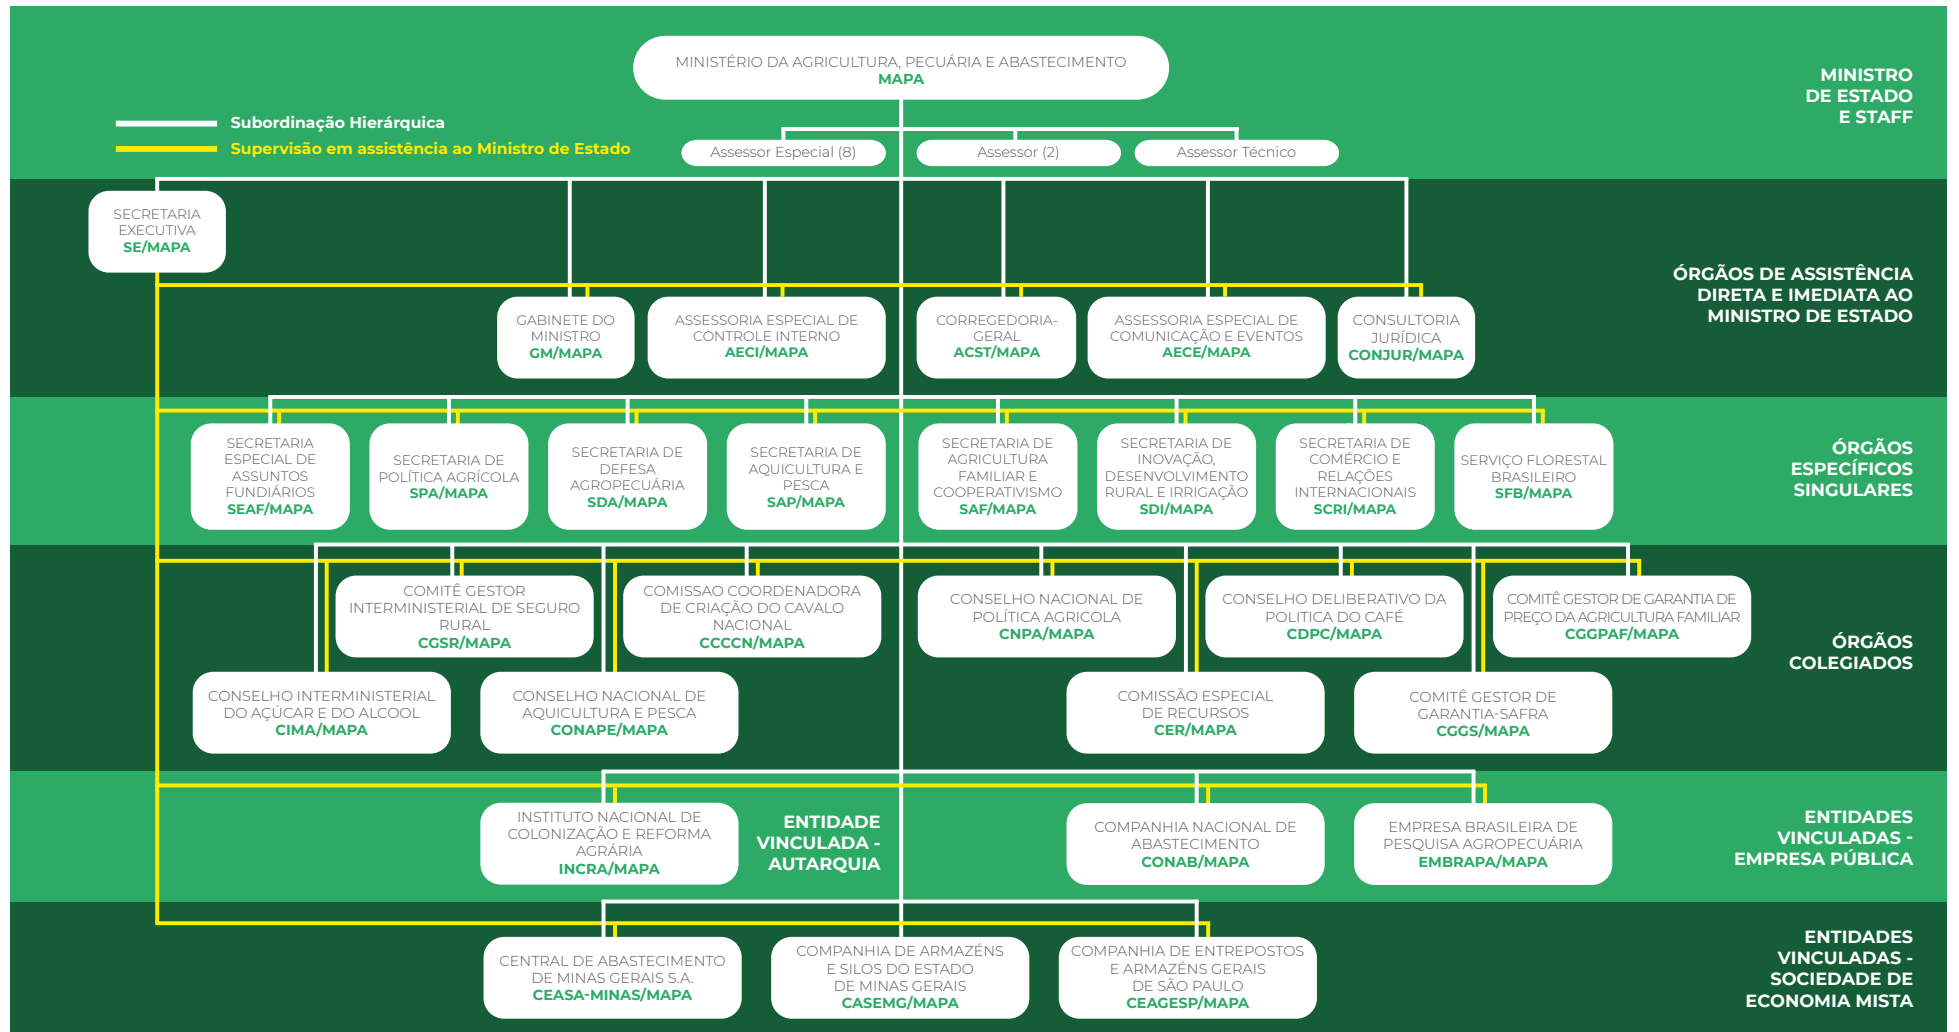 MINISTÉRIO DA AGRICULTURA, PECUÁRIA E ABASTECIMENTO
MAPA
MINISTRO
DE ESTADO
E STAFF
Subordinação Hierárquica
Supervisão em assistência ao Ministro de Estado
Assessor Especial (8)
Assessor (2)
Assessor Técnico
SECRETARIA
EXECUTIVA
SE/MAPA
ÓRGÃOS DE ASSISTÊNCIA
DIRETA E IMEDIATA AO
MINISTRO DE ESTADO
GABINETE DO
MINISTRO
GM/MAPA
ASSESSORIA ESPECIAL DE
CONTROLE INTERNO
AECI/MAPA
CORREGEDORIA-
GERAL
ACST/MAPA
ASSESSORIA ESPECIAL DE
COMUNICAÇÃO E EVENTOS
AECE/MAPA
CONSULTORIA
JURÍDICA
CONJUR/MAPA
SECRETARIA
ESPECIAL DE
ASSUNTOS
FUNDIÁRIOS
SEAF/MAPA
SECRETARIA DE
POLÍTICA AGRÍCOLA
SPA/MAPA
SECRETARIA DE
DEFESA
AGROPECUÁRIA
SDA/MAPA
SECRETARIA DE
AQUICULTURA E
PESCA
SAP/MAPA
SECRETARIA DE
AGRICULTURA
FAMILIAR E
COOPERATIVISMO
SAF/MAPA
SECRETARIA DE
INOVAÇÃO,
DESENVOLVIMENTO
RURAL E IRRIGAÇÃO
SDI/MAPA
SECRETARIA DE
COMÉRCIO E
RELAÇÕES
INTERNACIONAIS
SCRI/MAPA
SERVIÇO FLORESTAL
BRASILEIRO
SFB/MAPA
ÓRGÃOS
ESPECÍFICOS
SINGULARES
COMITÊ GESTOR
INTERMINISTERIAL DE SEGURO
RURAL
CGSR/MAPA
COMISSAO COORDENADORA
DE CRIAÇÃO DO CAVALO
NACIONAL
CCCCN/MAPA
CONSELHO NACIONAL DE
POLÍTICA AGRICOLA
CNPA/MAPA
CONSELHO DELIBERATIVO DA
POLITICA DO CAFÉ
CDPC/MAPA
COMITÊ GESTOR DE GARANTIA DE
PREÇO DA AGRICULTURA FAMILIAR
CGGPAF/MAPA
ÓRGÃOS
COLEGIADOS
CONSELHO INTERMINISTERIAL
DO AÇÚCAR E DO ALCOOL
CIMA/MAPA
CONSELHO NACIONAL DE
AQUICULTURA E PESCA
CONAPE/MAPA
COMISSÃO ESPECIAL
DE RECURSOS
CER/MAPA
COMITÊ GESTOR DE
GARANTIA-SAFRA
CGGS/MAPA
INSTITUTO NACIONAL DE
COLONIZAÇÃO E REFORMA
AGRÁRIA
INCRA/MAPA
ENTIDADE
VINCULADA -
AUTARQUIA
COMPANHIA NACIONAL DE
ABASTECIMENTO
CONAB/MAPA
EMPRESA BRASILEIRA DE
PESQUISA AGROPECUÁRIA
EMBRAPA/MAPA
ENTIDADES
VINCULADAS -
EMPRESA PÚBLICA
CENTRAL DE ABASTECIMENTO
DE MINAS GERAIS S.A.
CEASA-MINAS/MAPA
COMPANHIA DE ARMAZÉNS
E SILOS DO ESTADO
DE MINAS GERAIS
CASEMG/MAPA
COMPANHIA DE ENTREPOSTOS
E ARMAZÉNS GERAIS
DE SÃO PAULO
CEAGESP/MAPA
ENTIDADES
VINCULADAS -
SOCIEDADE DE
ECONOMIA MISTA